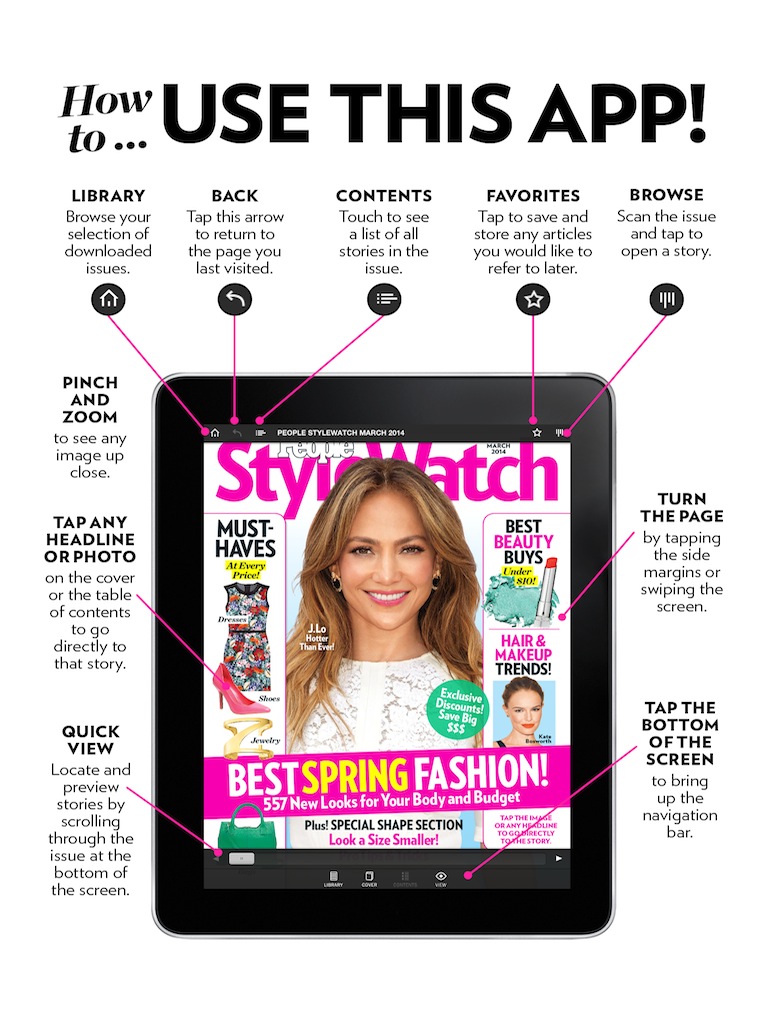 How
to ... USE THIS APP!
LIBRARY
Browse your
selection of
downloaded
issues.
BACK
Tap this arrow
to return to
the page you
last visited.
CONTENTS
Touch to see
a list of all
stories in the
issue.
FAVORITES
Tap to save and
store any articles
you would like to
refer to later.
BROWSE
Scan the issue
and tap to
open a story.
PINCH
AND
ZOOM
to see any
image up
close.
TAP ANY
HEADLINE
OR PHOTO
on the cover
or the table
of contents
to go
directly to
that story.
QUICK
VIEW
Locate and
preview
stories by
scrolling
through the
issue at the
bottom of
the screen.
PEOPLE STYLEWATCH MARCH 2014
People
StyleWatch
MARCH
2014
MUST-
HAVES
At Every
Price!
Dresses
Shoes
Jewelry
J.Lo
Hotter
Than Ever!
BEST
BEAUTY
BUYS
Under
$10!
HAIR &
MAKEUP
TRENDS!
Kate
Bosworth
Exclusive
Discounts!
Save Big
$$$
BEST SPRING FASHION!
557 New Looks for Your Body and Budget
Plus! SPECIAL SHAPE SECTION
Look a Size Smaller!
TAP THE IMAGE
OR ANY HEADLINE
TO GO DIRECTLY
TO THE STORY.
LIBRARY
COVER
CONTENTS
VIEW
TURN
THE PAGE
by tapping
the side
margins or
swiping the
screen.
TAP THE
BOTTOM
OF THE
SCREEN
to bring
up the
navigation
bar.